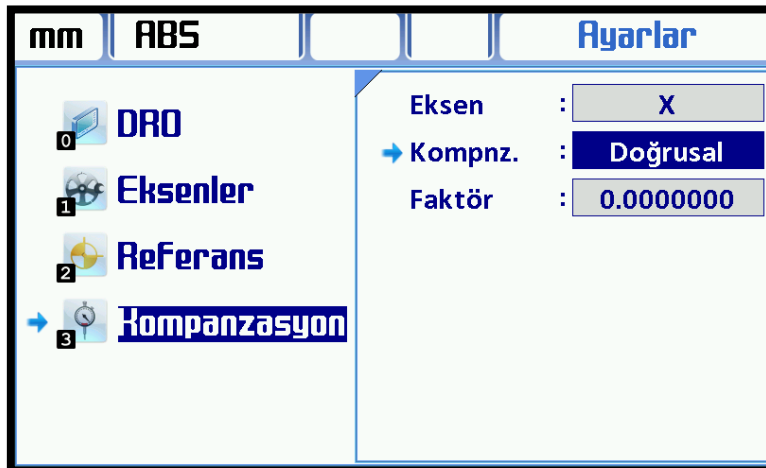 mm ABS Ayarlar
0 DRO
1 Eksenler
2 Referans
3 Kompanzasyon
Eksen : X
Kompnz. : Doğrusal
Faktör : 0.0000000